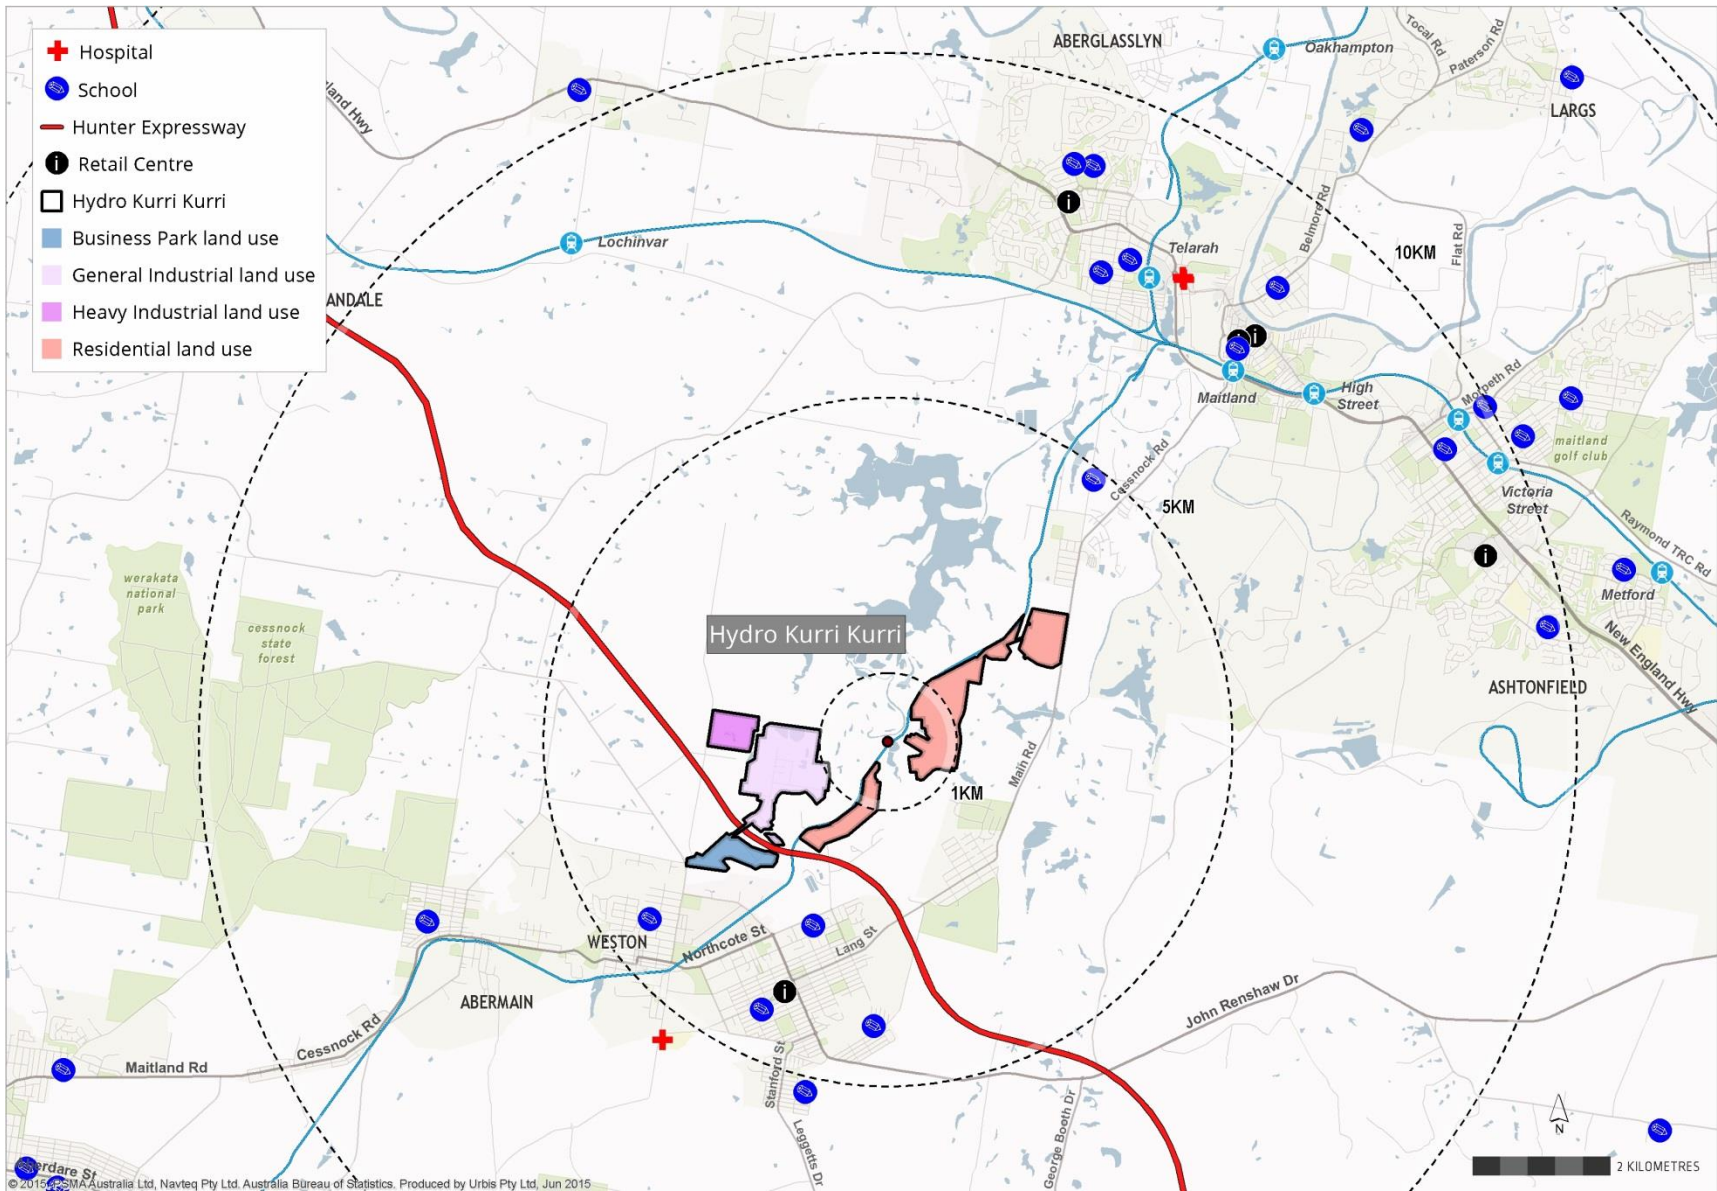 Hospital
School
Hunter Expressway
i Retail Centre
Hydro Kurri Kurri
Business Park land use
General Industrial land use
Heavy Industrial land use
Residential land use
land Hwy
ABERGLASSLYN
Oakhampton
Tocal Rd
Paterson Rd
LARGS
i
Belmore Rd
Flat Rd
10KM
Lochinvar
Telarah
ANDALE
i
Maitland
High
Street
Morpeth Rd
maitland
golf club
Cessnock Rd
5KM
Victoria
Street
Raymond TRC Rd
i
Metford
werakata
national
park
cessnock
state
forest
Hydro Kurri Kurri
New England Hwy
ASHTONFIELD
Main Rd
1KM
WESTON
Northcote St
Lang St
i
ABERMAIN
John Renshaw Dr
Cessnock Rd
Maitland Rd
Stanford St
Leggetts Dr
George Booth Dr
N
2 KILOMETRES
erdare St
© 2015. PSMA Australia Ltd, Navteq Pty Ltd. Australia Bureau of Statistics. Produced by Urbis Pty Ltd, Jun 2015